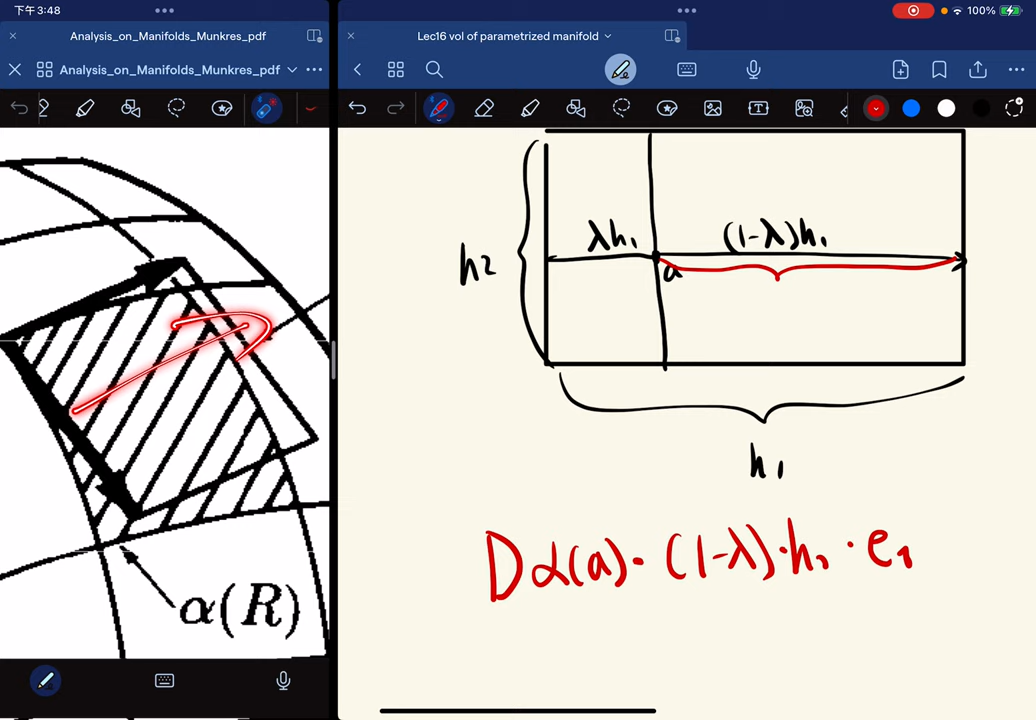 下午3:48
100%
Analysis_on_Manifolds_Munkres_pdf
Lec16 vol of parametrized manifold
Analysis_on_Manifolds_Munkres_pdf
α(R)
h₂
λh₁
(1-λ)h₁
a
h₁
Dα(a)·(1-λ)·h₁·e₁